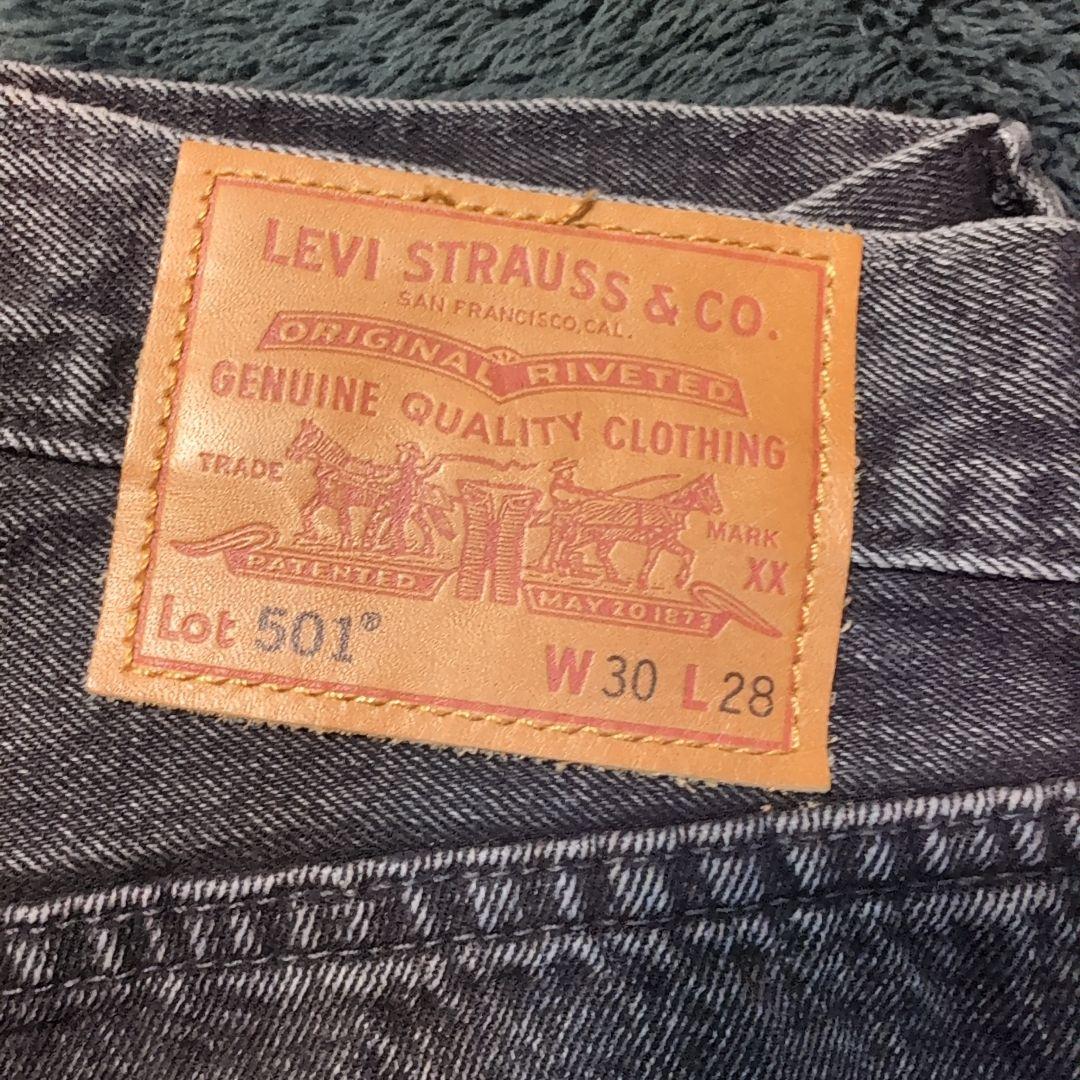 LEVI STRAUSS & CO.
SAN FRANCISCO, CAL.
ORIGINAL RIVETED
GENUINE QUALITY CLOTHING
TRADE MARK
XX
PATENTED MAY 20 1873
Lot 501®
W 30 L 28